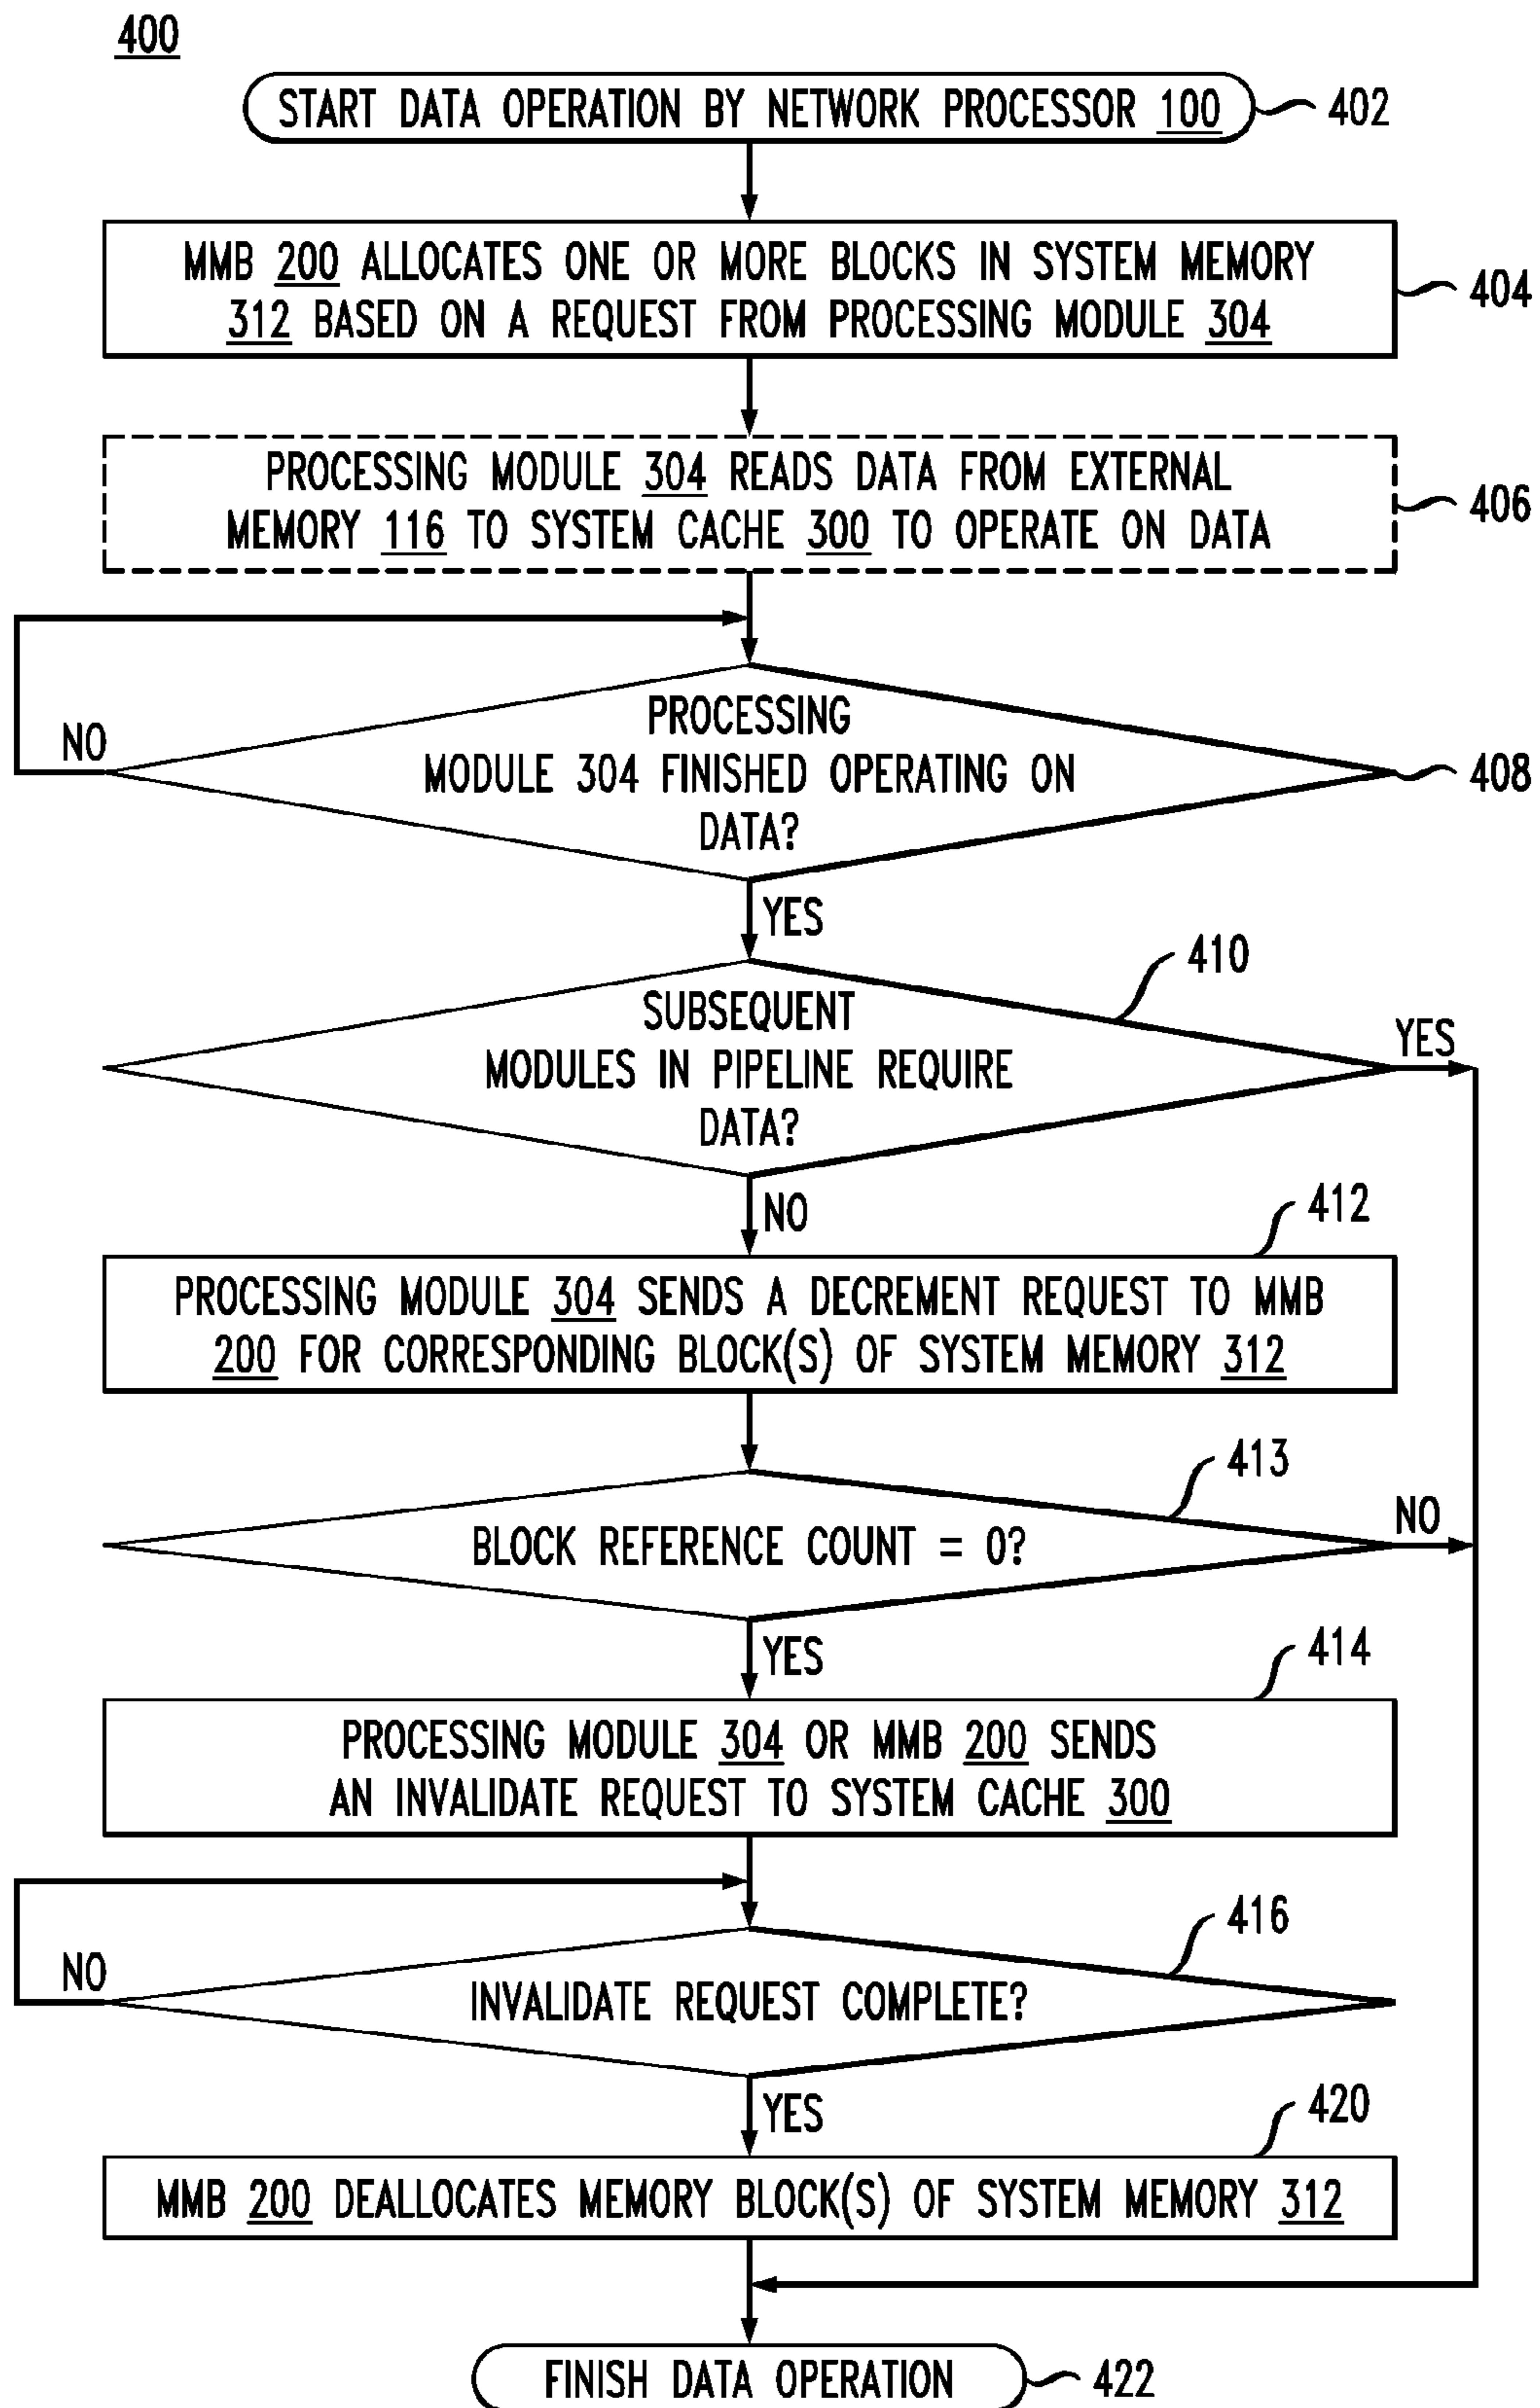 400
START DATA OPERATION BY NETWORK PROCESSOR 100
402
MMB 200 ALLOCATES ONE OR MORE BLOCKS IN SYSTEM MEMORY
312 BASED ON A REQUEST FROM PROCESSING MODULE 304
404
PROCESSING MODULE 304 READS DATA FROM EXTERNAL
MEMORY 116 TO SYSTEM CACHE 300 TO OPERATE ON DATA
406
PROCESSING
MODULE 304 FINISHED OPERATING ON
DATA?
NO
408
YES
410
SUBSEQUENT
MODULES IN PIPELINE REQUIRE
DATA?
YES
NO
412
PROCESSING MODULE 304 SENDS A DECREMENT REQUEST TO MMB
200 FOR CORRESPONDING BLOCK(S) OF SYSTEM MEMORY 312
413
BLOCK REFERENCE COUNT = 0?
NO
YES
414
PROCESSING MODULE 304 OR MMB 200 SENDS
AN INVALIDATE REQUEST TO SYSTEM CACHE 300
416
NO
INVALIDATE REQUEST COMPLETE?
YES
420
MMB 200 DEALLOCATES MEMORY BLOCK(S) OF SYSTEM MEMORY 312
FINISH DATA OPERATION
422